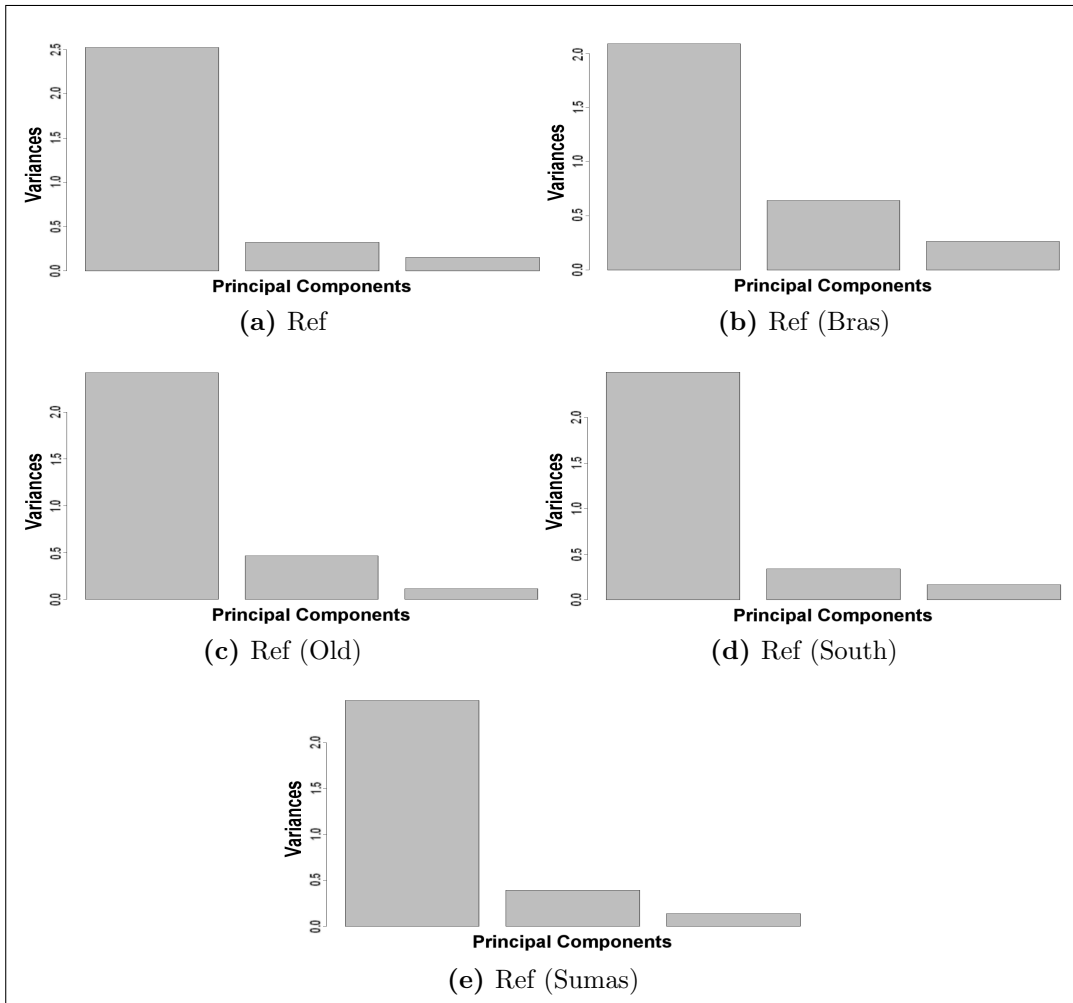 Variances
0.0 0.5 1.0 1.5 2.0 2.5
Principal Components
(a) Ref
Variances
0.0 0.5 1.0 1.5 2.0
Principal Components
(b) Ref (Bras)
Variances
0.0 0.5 1.0 1.5 2.0
Principal Components
(c) Ref (Old)
Variances
0.0 0.5 1.0 1.5 2.0
Principal Components
(d) Ref (South)
Variances
0.0 0.5 1.0 1.5 2.0
Principal Components
(e) Ref (Sumas)